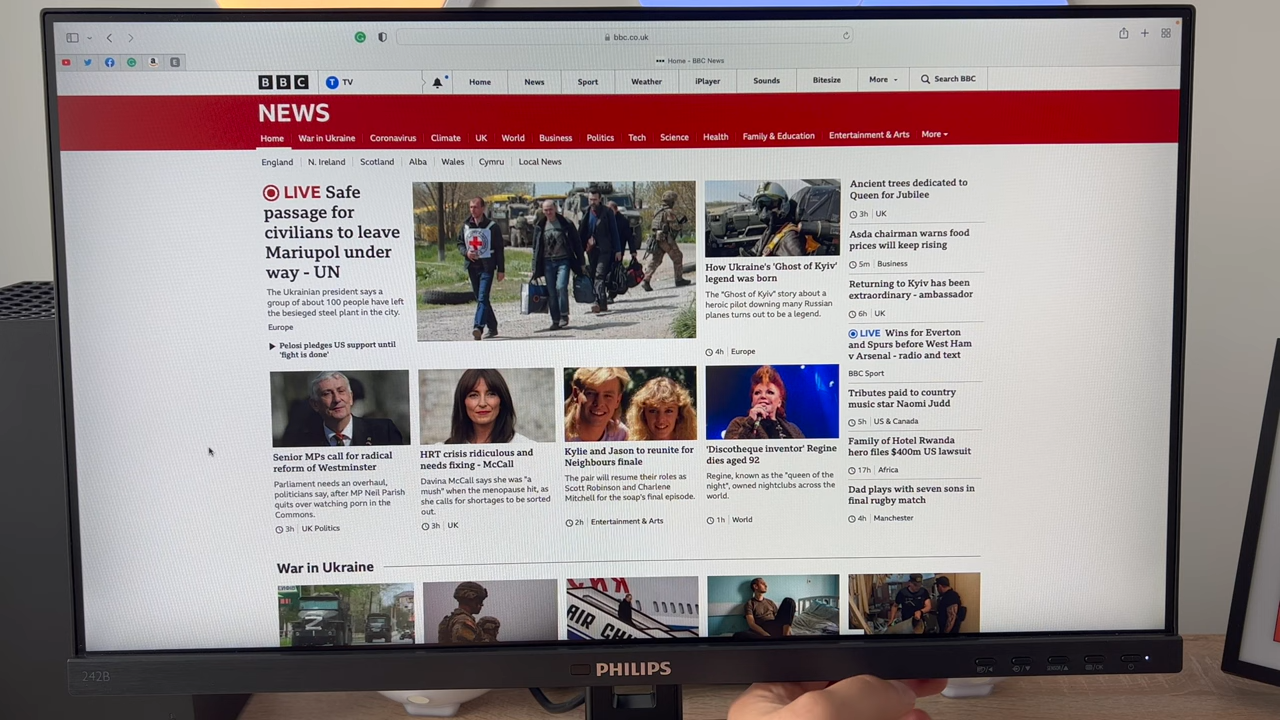 bbc.co.uk
Home - BBC News
BBC
T TV
Home
News
Sport
Weather
iPlayer
Sounds
Bitesize
More
Search BBC
NEWS
Home
War in Ukraine
Coronavirus
Climate
UK
World
Business
Politics
Tech
Science
Health
Family & Education
Entertainment & Arts
More
England
N. Ireland
Scotland
Alba
Wales
Cymru
Local News
LIVE Safe
passage for
civilians to leave
Mariupol under
way - UN
The Ukrainian president says a
group of about 100 people have left
the besieged steel plant in the city.
Europe
Pelosi pledges US support until
'fight is done'
How Ukraine's 'Ghost of Kyiv'
legend was born
The "Ghost of Kyiv" story about a
heroic pilot downing many Russian
planes turns out to be a legend.
4h Europe
Ancient trees dedicated to
Queen for Jubilee
3h UK
Asda chairman warns food
prices will keep rising
5m Business
Returning to Kyiv has been
extraordinary - ambassador
6h UK
LIVE Wins for Everton
and Spurs before West Ham
v Arsenal - radio and text
BBC Sport
Tributes paid to country
music star Naomi Judd
5h US & Canada
Family of Hotel Rwanda
hero files $400m US lawsuit
17h Africa
Dad plays with seven sons in
final rugby match
4h Manchester
Senior MPs call for radical
reform of Westminster
Parliament needs an overhaul,
politicians say, after MP Neil Parish
quits over watching porn in the
Commons.
3h UK Politics
HRT crisis ridiculous and
needs fixing - McCall
Davina McCall says she was "a
mush" when the menopause hit, as
she calls for shortages to be sorted
out.
3h UK
Kylie and Jason to reunite for
Neighbours finale
The pair will resume their roles as
Scott Robinson and Charlene
Mitchell for the soap's final episode.
2h Entertainment & Arts
'Discotheque inventor' Regine
dies aged 92
Regine, known as the "queen of the
night", owned nightclubs across the
world.
1h World
War in Ukraine
Z
AIR CHI
242B
PHILIPS